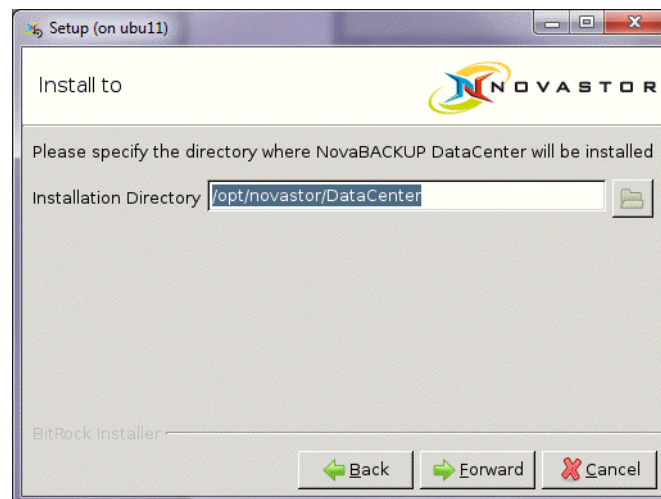 Setup (on ubu11)
Install to
NOVASTOR
Please specify the directory where NovaBACKUP DataCenter will be installed
Installation Directory /opt/novastor/DataCenter
BitRock Installer
Back Forward Cancel